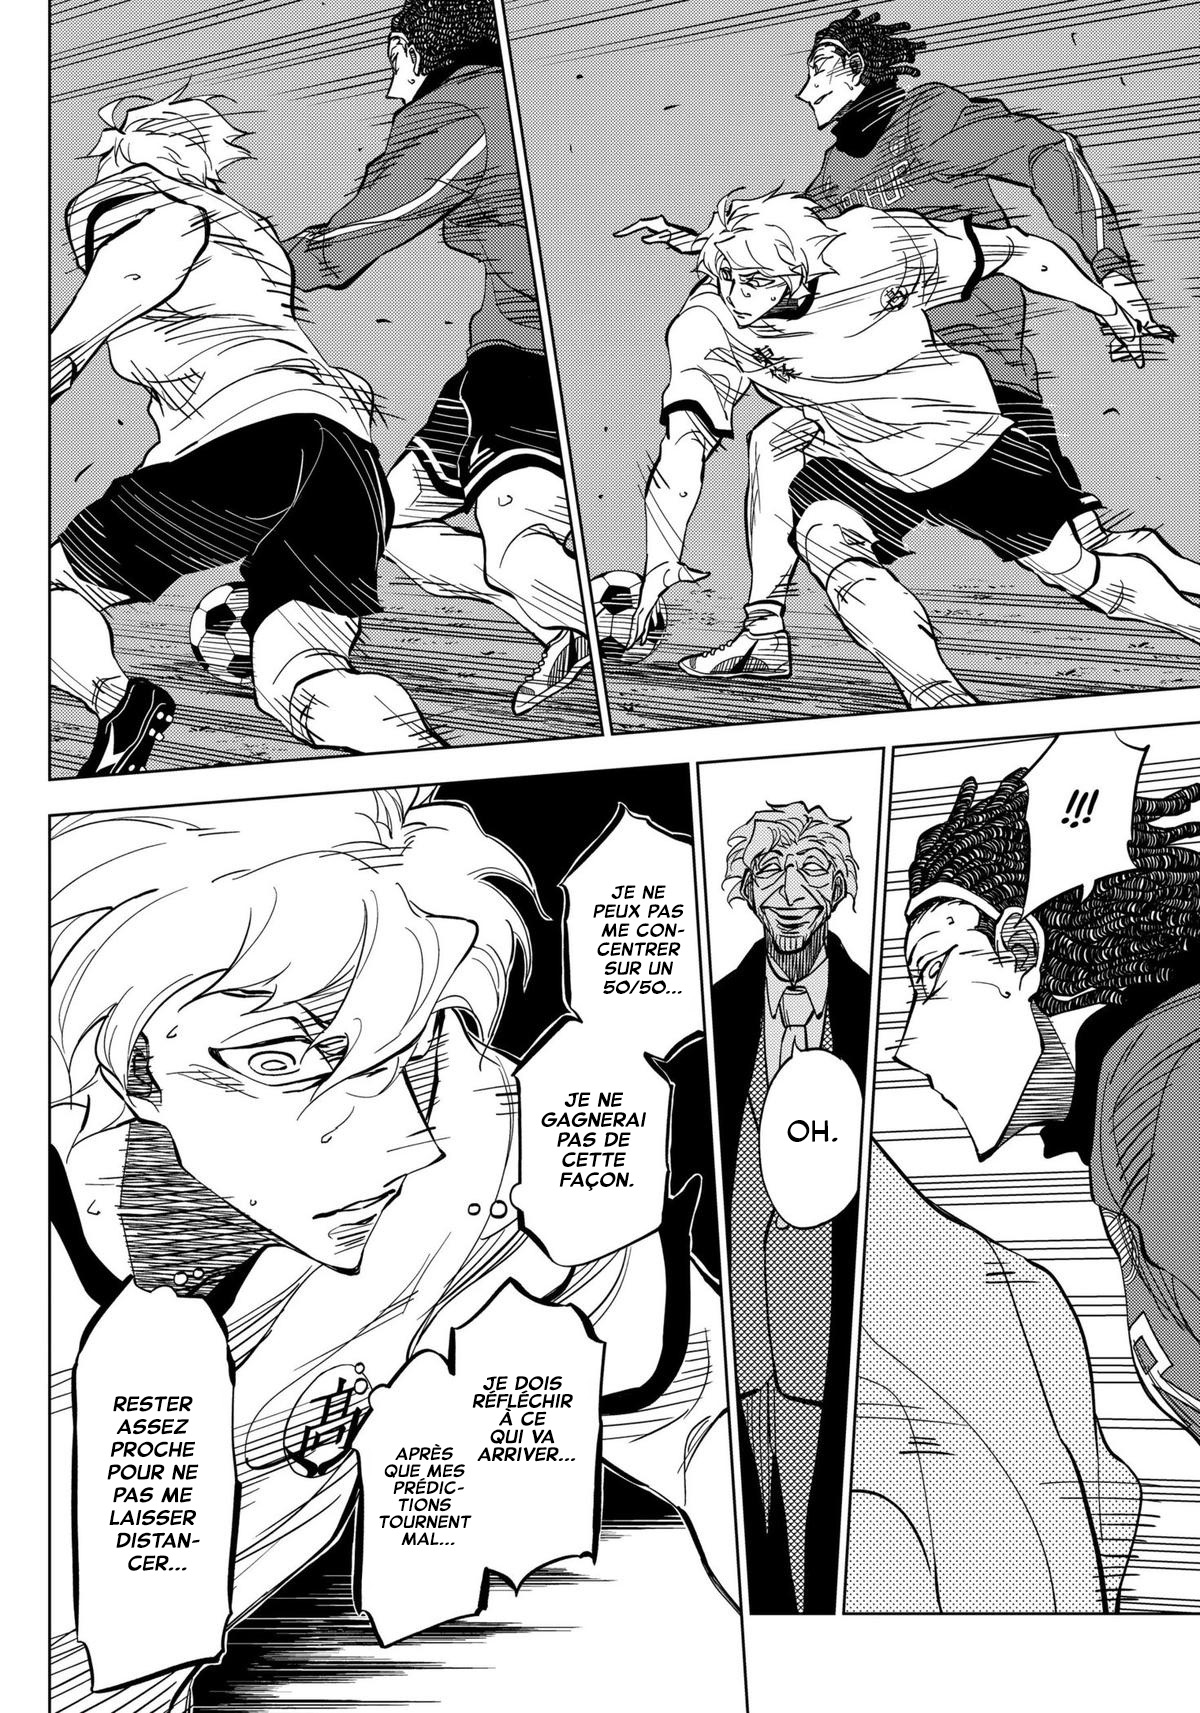 !!!
OH.
JE NE
PEUX PAS
ME CON-
CENTRER
SUR UN
50/50...
JE NE
GAGNERAI
PAS DE
CETTE
FAÇON.
JE DOIS
RÉFLÉCHIR
À CE
QUI VA
ARRIVER...
APRÈS
QUE MES
PRÉDIC-
TIONS
TOURNENT
MAL...
RESTER
ASSEZ
PROCHE
POUR NE
PAS ME
LAISSER
DISTAN-
CER...